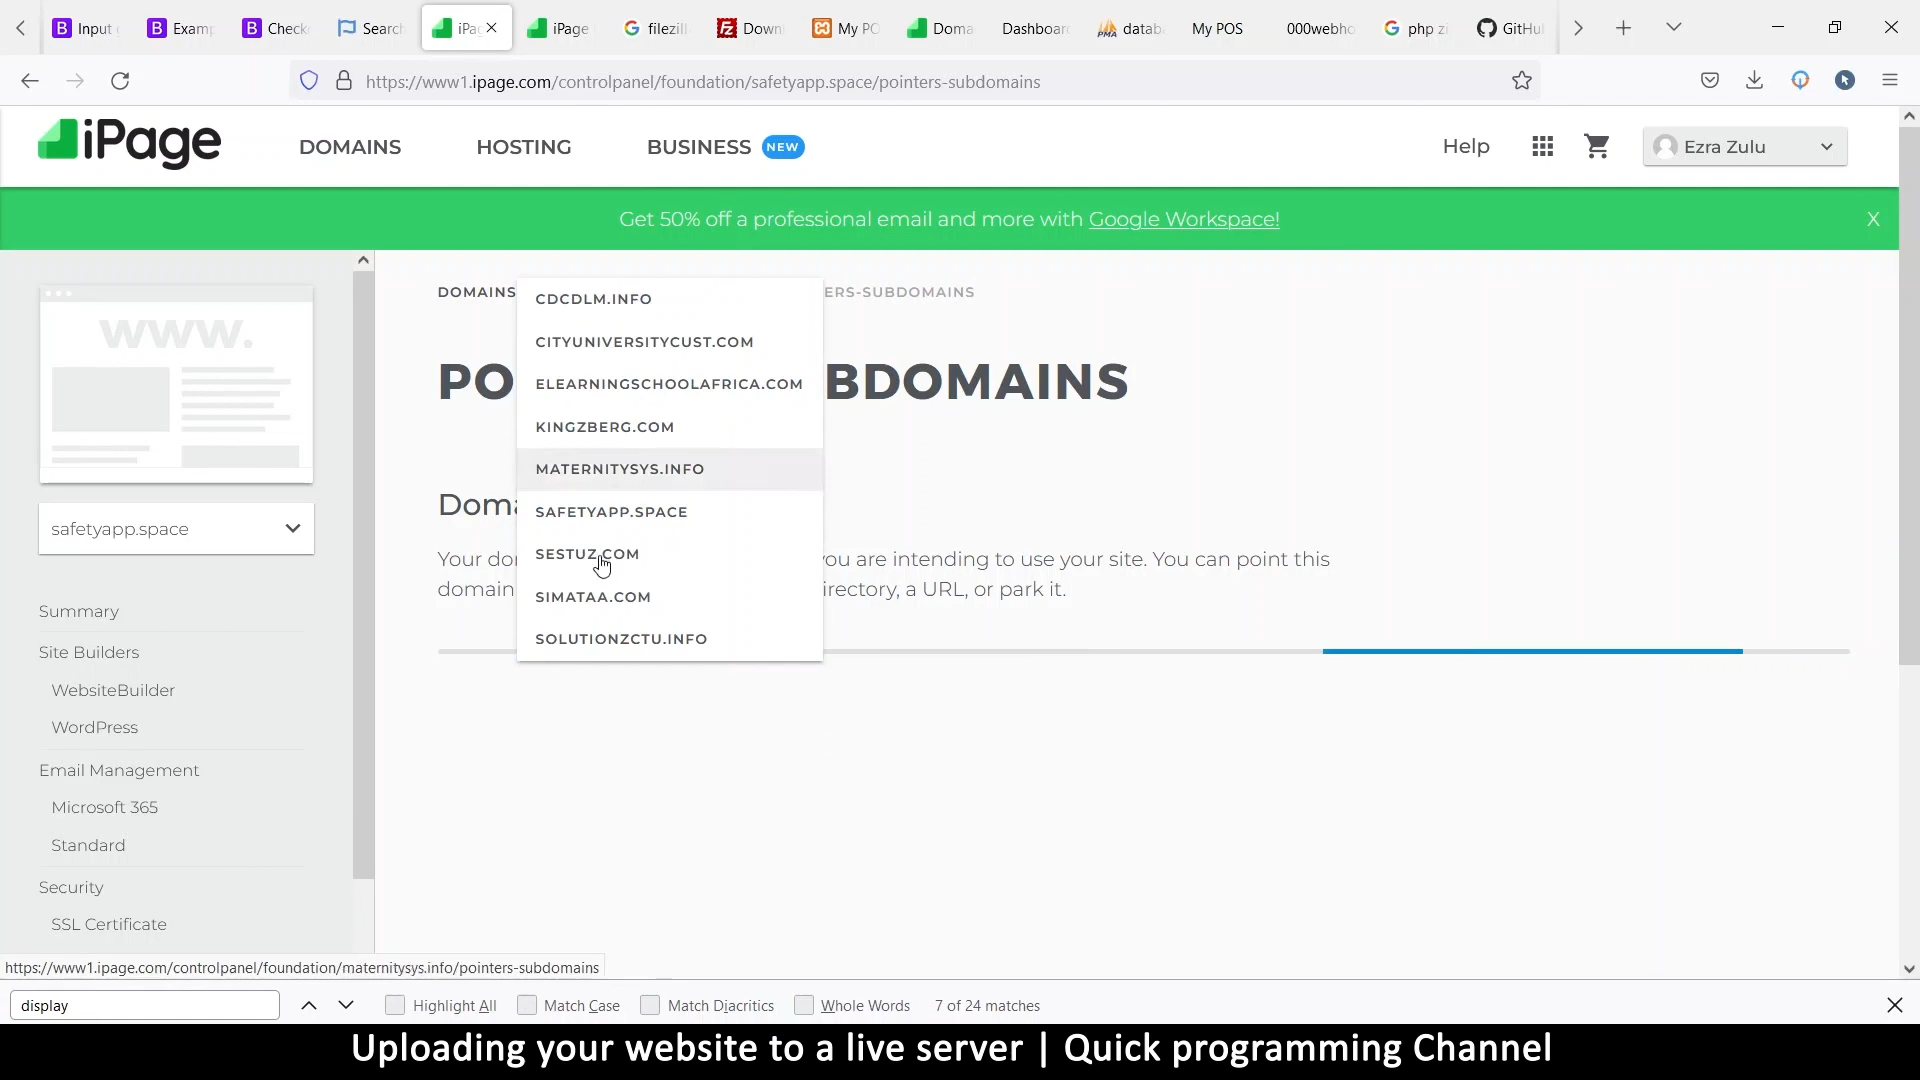 Input
Exam
Check
Search
iPa
iPage
filezill
Down
My PO
Doma
Dashboar
datab
My POS
000webho
php zi
GitHu
https://www1.ipage.com/controlpanel/foundation/safetyapp.space/pointers-subdomains
iPage
DOMAINS
HOSTING
BUSINESS NEW
Help
Ezra Zulu
Get 50% off a professional email and more with Google Workspace!
X
www.
safetyapp.space
Summary
Site Builders
WebsiteBuilder
WordPress
Email Management
Microsoft 365
Standard
Security
SSL Certificate
DOMAINS
ERS-SUBDOMAINS
CDCDLM.INFO
CITYUNIVERSITYCUST.COM
ELEARNINGSCHOOLAFRICA.COM
KINGZBERG.COM
MATERNITYSYS.INFO
SAFETYAPP.SPACE
SESTUZ.COM
SIMATAA.COM
SOLUTIONZCTU.INFO
PO
BDOMAINS
Doma
Your do
you are intending to use your site. You can point this
domain
irectory, a URL, or park it.
https://www1.ipage.com/controlpanel/foundation/maternitysys.info/pointers-subdomains
display
Highlight All
Match Case
Match Diacritics
Whole Words
7 of 24 matches
Uploading your website to a live server | Quick programming Channel